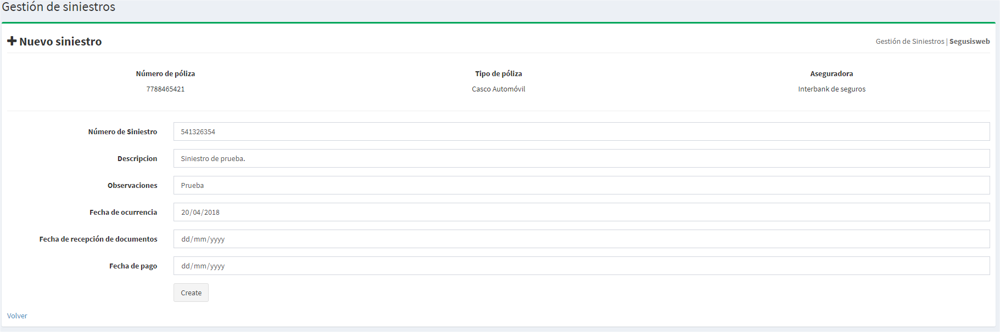 Gestión de siniestros
Nuevo siniestro
Gestión de Siniestros | Segusisweb
Número de póliza Tipo de póliza Aseguradora
7788465421 Casco Automóvil Interbank de seguros
Número de Siniestro 541326354
Descripcion Siniestro de prueba.
Observaciones Prueba
Fecha de ocurrencia 20/04/2018
Fecha de recepción de documentos dd/mm/yyyy
Fecha de pago dd/mm/yyyy
Create
Volver